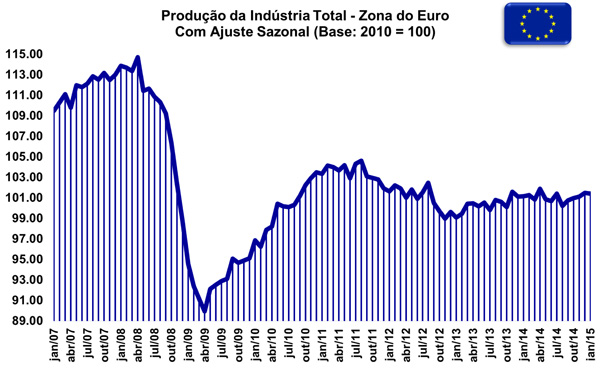 Produção da Indústria Total - Zona do Euro
Com Ajuste Sazonal (Base: 2010 = 100)
115.00
113.00
111.00
109.00
107.00
105.00
103.00
101.00
99.00
97.00
95.00
93.00
91.00
89.00
jan/07
abr/07
jul/07
out/07
jan/08
abr/08
jul/08
out/08
jan/09
abr/09
jul/09
out/09
jan/10
abr/10
jul/10
out/10
jan/11
abr/11
jul/11
out/11
jan/12
abr/12
jul/12
out/12
jan/13
abr/13
jul/13
out/13
jan/14
abr/14
jul/14
out/14
jan/15